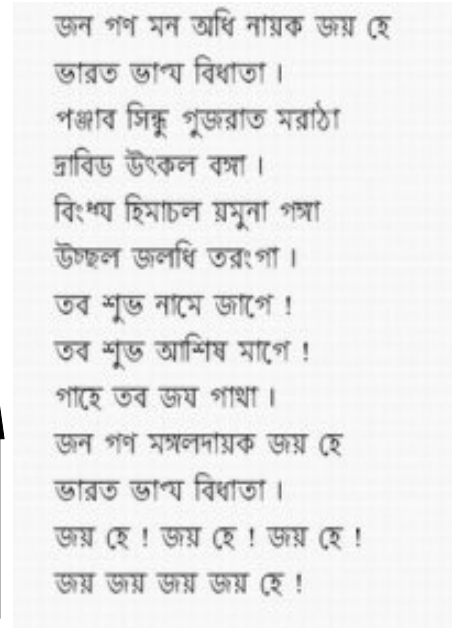 জন গণ মন অধি নায়ক জয় হে
ভারত ভাগ্য বিধাতা ।
পঞ্জাব সিন্ধু গুজরাত মরাঠা
দ্রাবিড উৎকল বঙ্গা ।
বিংধ্য হিমাচল য়মুনা গঙ্গা
উচ্ছল জলধি তরংগা ।
তব শুভ নামে জাগে !
তব শুভ আশিষ মাগে !
গাহে তব জয গাথা ।
জন গণ মঙ্গলদায়ক জয় হে
ভারত ভাগ্য বিধাতা ।
জয় হে ! জয় হে ! জয় হে !
জয় জয় জয় জয় হে !